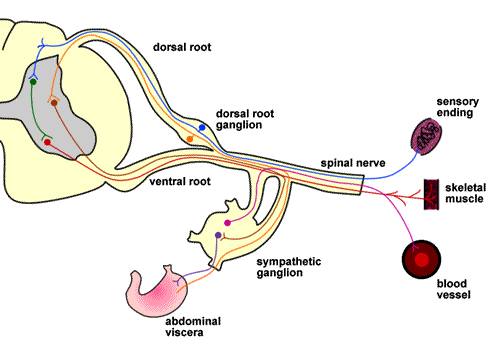 dorsal root
dorsal root
ganglion
sensory
ending
spinal nerve
ventral root
skeletal
muscle
sympathetic
ganglion
blood
vessel
abdominal
viscera